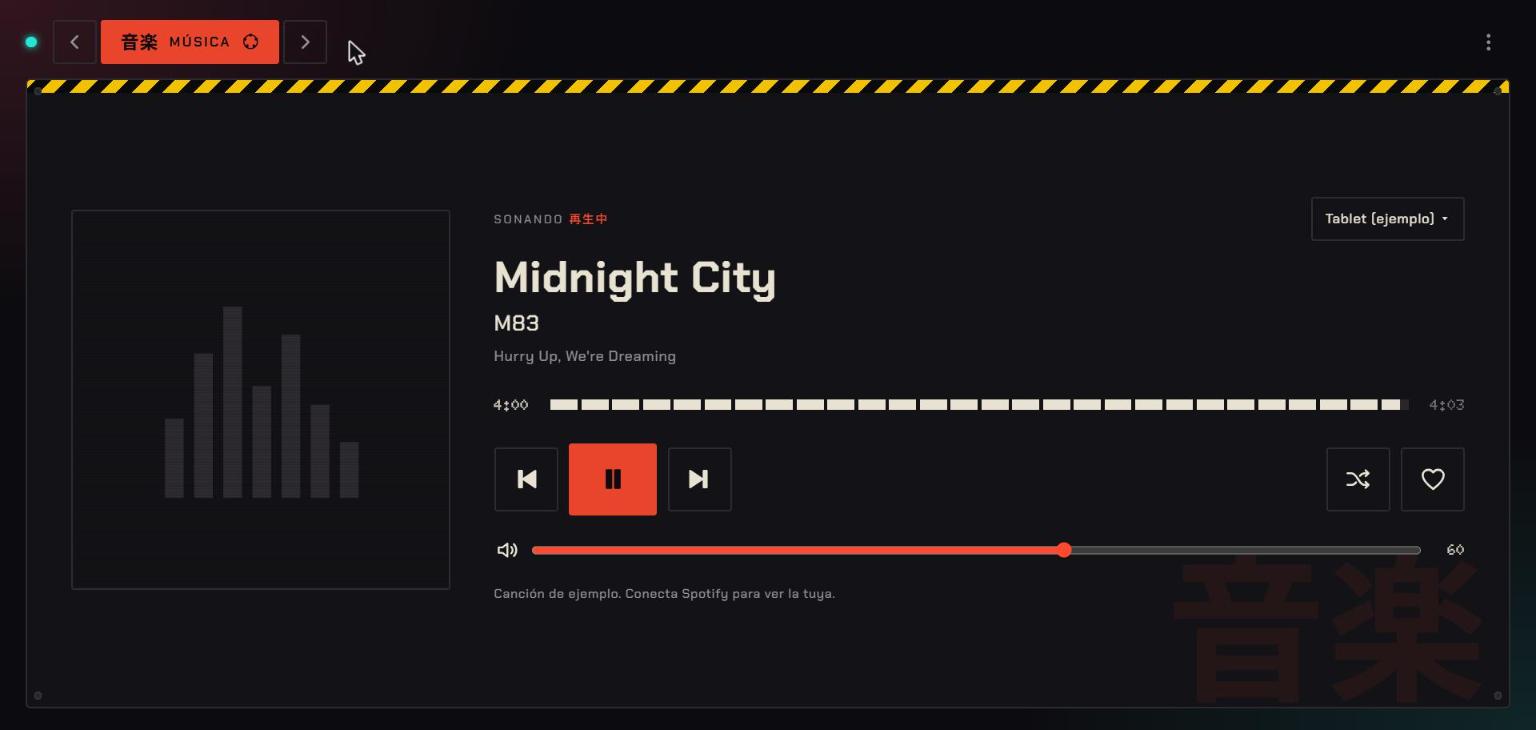 音楽 MÚSICA
SONANDO 再生中
Tablet (ejemplo)
Midnight City
M83
Hurry Up, We're Dreaming
4:00
4:03
60
Canción de ejemplo. Conecta Spotify para ver la tuya.
音楽